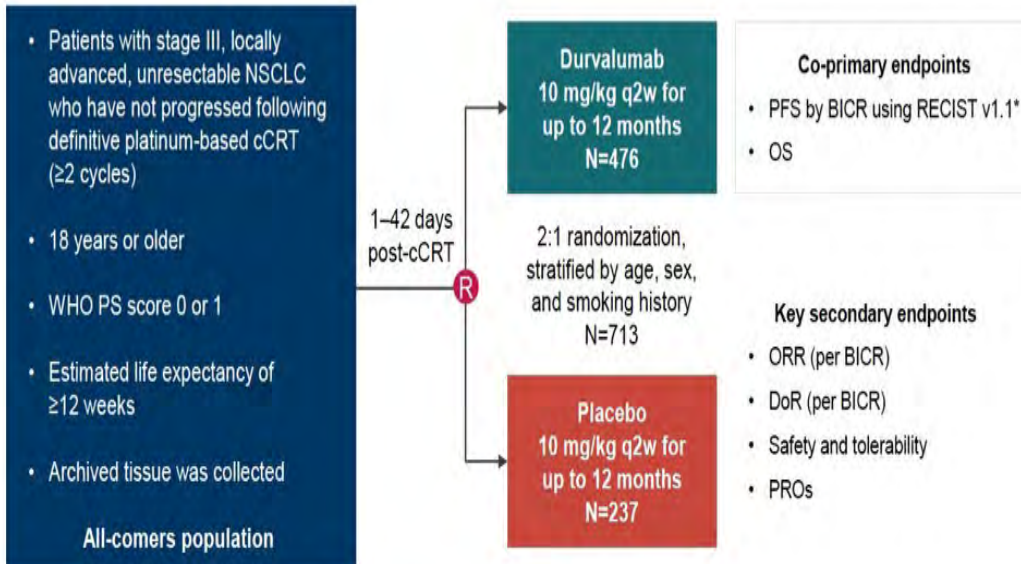 • Patients with stage III, locally
advanced, unresectable NSCLC
who have not progressed following
definitive platinum-based cCRT
(≥2 cycles)
• 18 years or older
• WHO PS score 0 or 1
• Estimated life expectancy of
≥12 weeks
• Archived tissue was collected
All-comers population
1–42 days
post-cCRT
R
Durvalumab
10 mg/kg q2w for
up to 12 months
N=476
2:1 randomization,
stratified by age, sex,
and smoking history
N=713
Placebo
10 mg/kg q2w for
up to 12 months
N=237
Co-primary endpoints
• PFS by BICR using RECIST v1.1*
• OS
Key secondary endpoints
• ORR (per BICR)
• DoR (per BICR)
• Safety and tolerability
• PROs